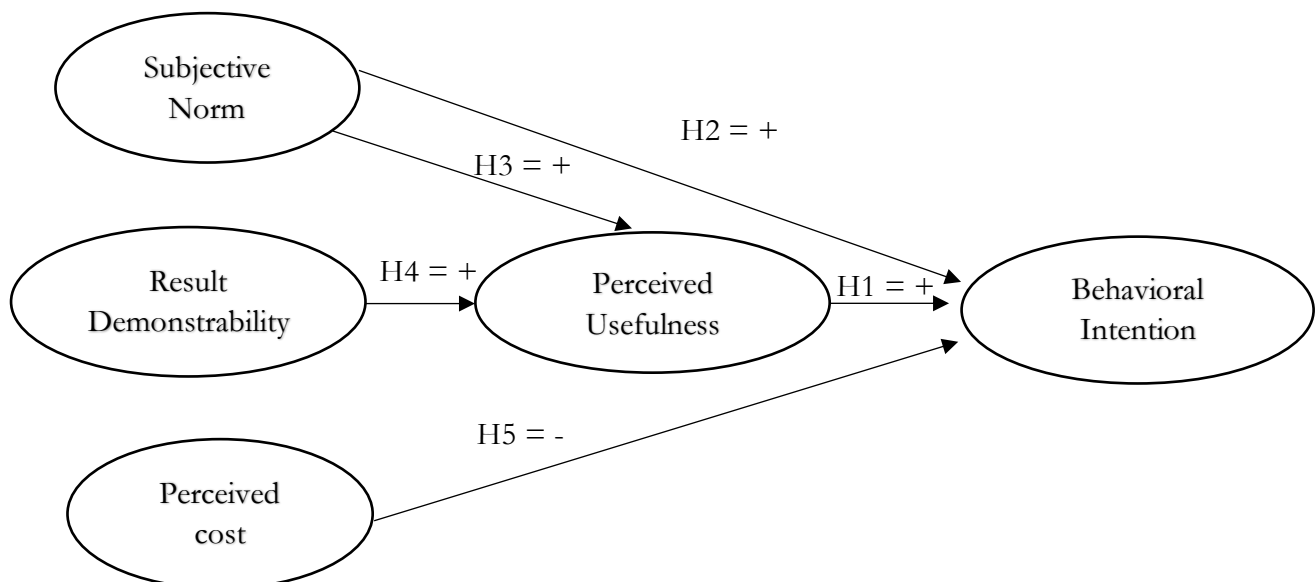 Subjective
Norm
H2 = +
H3 = +
Result
Demonstrability
H4 = +
Perceived
Usefulness
H1 = +
Behavioral
Intention
H5 = -
Perceived
cost